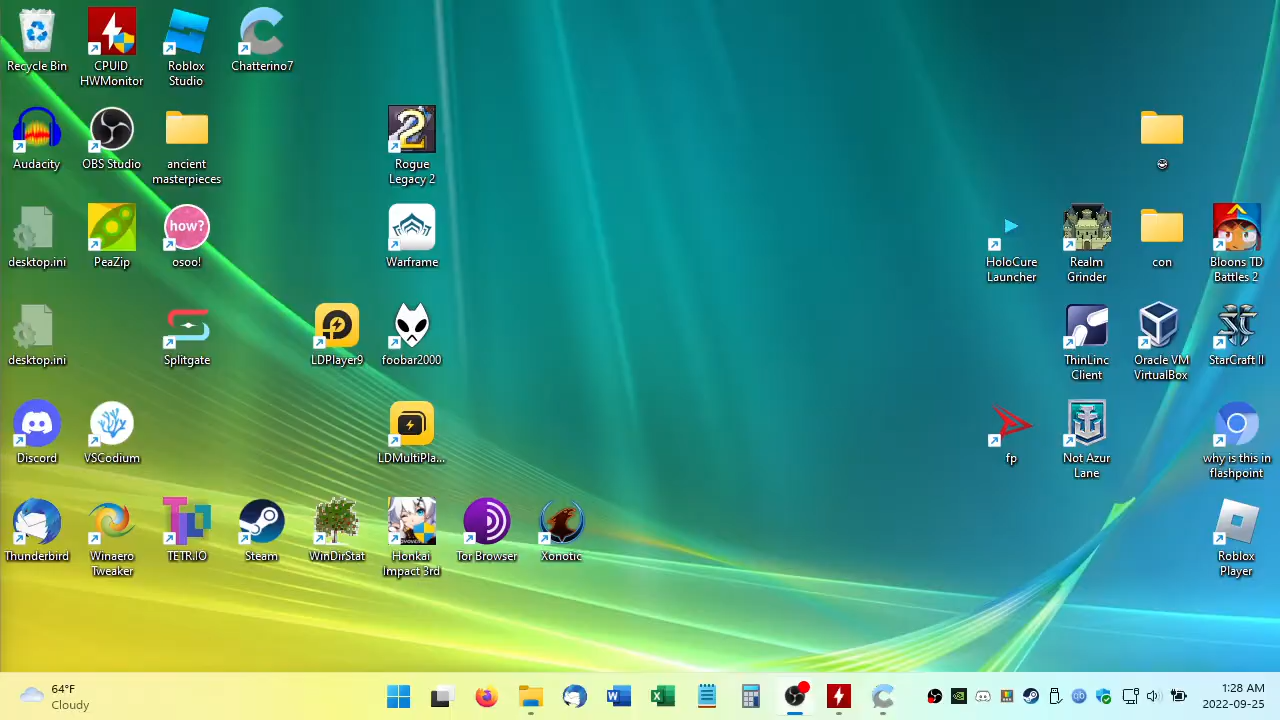 Recycle Bin
CPUID
HWMonitor
Roblox
Studio
Chatterino7
Audacity
OBS Studio
ancient
masterpieces
2
Rogue
Legacy 2
desktop.ini
PeaZip
how?
osoo!
Warframe
HoloCure
Launcher
Realm
Grinder
con
Bloons TD
Battles 2
desktop.ini
Splitgate
LDPlayer9
foobar2000
ThinLinc
Client
Oracle VM
VirtualBox
StarCraft II
Discord
VSCodium
LDMultiPla...
fp
Not Azur
Lane
why is this in
flashpoint
Thunderbird
Winaero
Tweaker
TETR.IO
Steam
WinDirStat
Honkai
Impact 3rd
Tor Browser
Xonotic
Roblox
Player
64°F
Cloudy
1:28 AM
2022-09-23